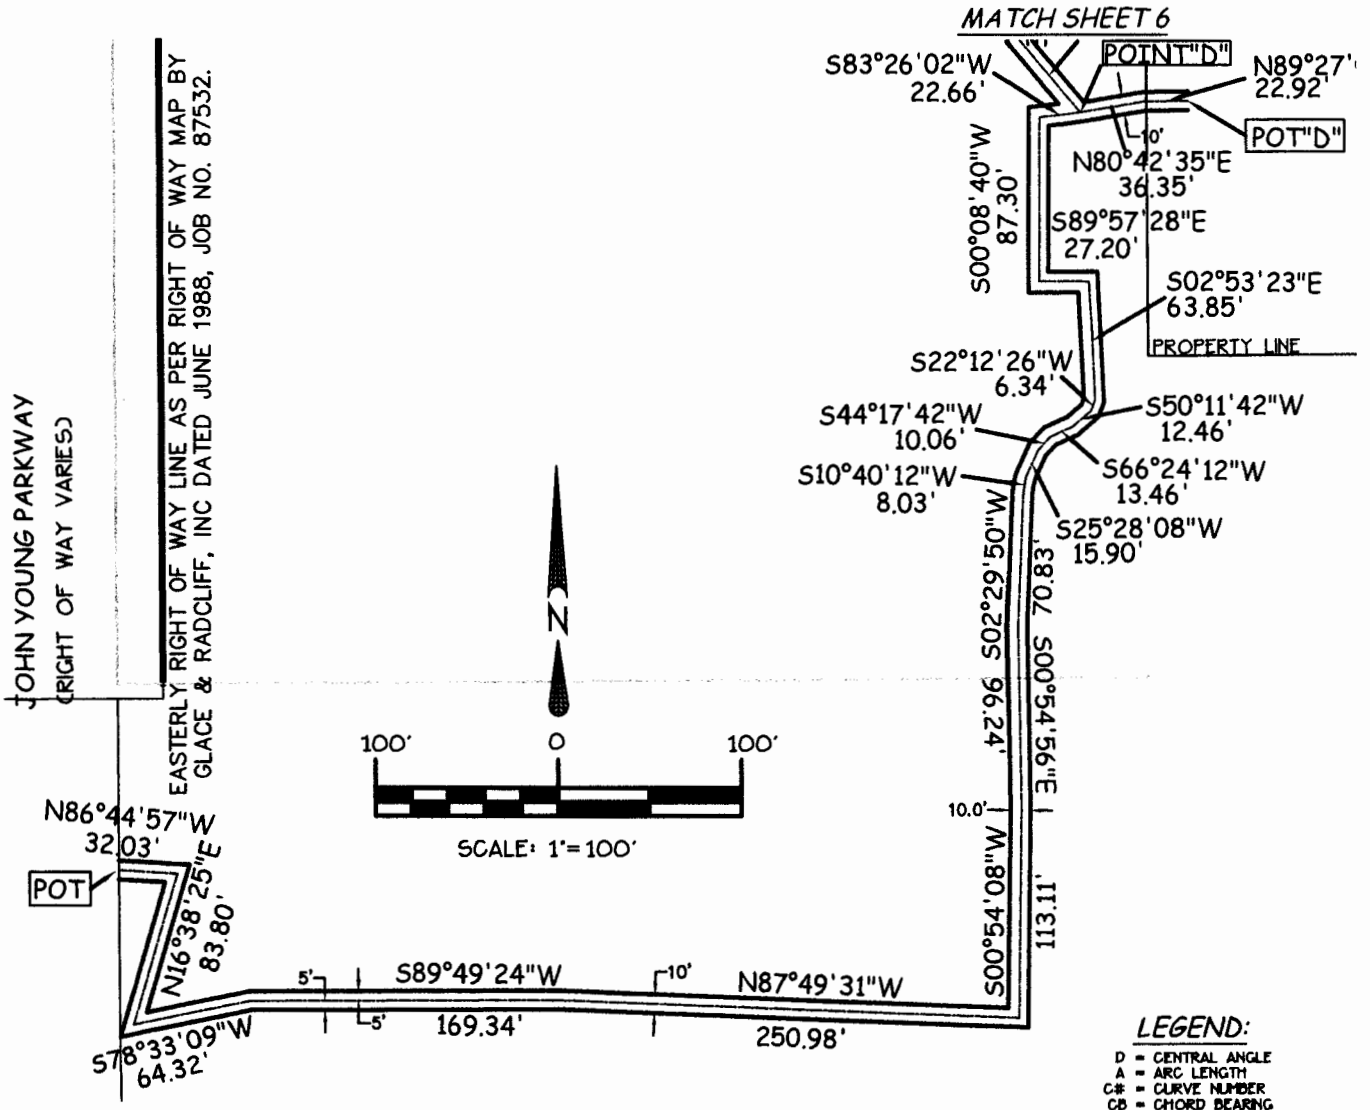 MATCH SHEET 6
POINT"D"
S83°26'02"W
22.66'
N89°27'
22.92'
POT"D"
10'
N80°42'35"E
36.35'
S00°08'40"W
87.30'
S89°57'28"E
27.20'
S02°53'23"E
63.85'
PROPERTY LINE
S22°12'26"W
6.34'
S44°17'42"W
10.06'
S50°11'42"W
12.46'
S10°40'12"W
8.03'
S66°24'12"W
13.46'
S25°28'08"W
15.90'
JOHN YOUNG PARKWAY
(RIGHT OF WAY VARIES)
EASTERLY RIGHT OF WAY LINE AS PER RIGHT OF WAY MAP BY
GLACE & RADCLIFF, INC DATED JUNE 1988, JOB NO. 87532.
N
100' 0 100'
SCALE: 1"=100'
S02°29'50"W
70.83'
S00°54'56"E
42.96'
10.0'
S00°54'08"W
113.11'
N86°44'57"W
32.03'
POT
N16°38'25"E
83.80'
S78°33'09"W
64.32'
5'
5'
S89°49'24"W
169.34'
10'
N87°49'31"W
250.98'
LEGEND:
D = CENTRAL ANGLE
A = ARC LENGTH
C# = CURVE NUMBER
CB = CHORD BEARING